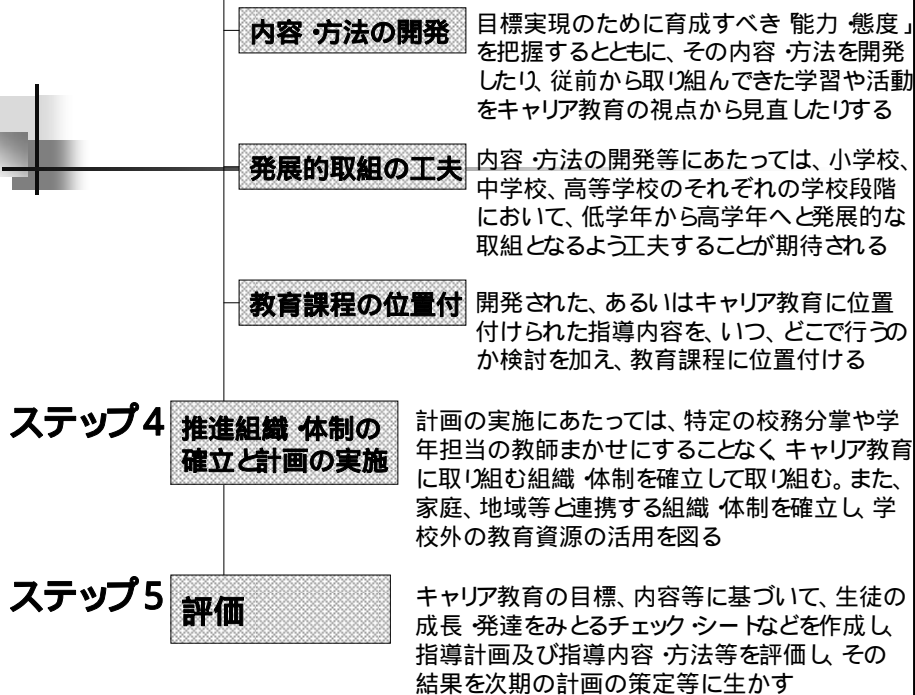 内容・方法の開発
目標実現のために育成すべき「能力・態度」
を把握するとともに、その内容・方法を開発
したり、従前から取り組んできた学習や活動
をキャリア教育の視点から見直したりする
発展的取組の工夫
内容・方法の開発等にあたっては、小学校、
中学校、高等学校のそれぞれの学校段階
において、低学年から高学年へと発展的な
取組となるよう工夫することが期待される
教育課程の位置付
開発された、あるいはキャリア教育に位置
付けられた指導内容を、いつ、どこで行うの
か検討を加え、教育課程に位置付ける
ステップ4
推進組織・体制の
確立と計画の実施
計画の実施にあたっては、特定の校務分掌や学
年担当の教師まかせにすることなく、キャリア教育
に取り組む組織・体制を確立して取り組む。また、
家庭、地域等と連携する組織・体制を確立し、学
校外の教育資源の活用を図る
ステップ5
評価
キャリア教育の目標、内容等に基づいて、生徒の
成長・発達をみとるチェック・シートなどを作成し、
指導計画及び指導内容・方法等を評価し、その
結果を次期の計画の策定等に生かす